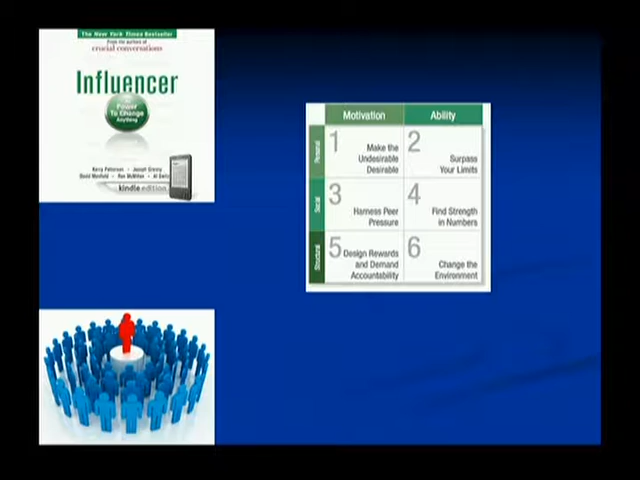 The New York Times Bestseller
From the authors of
crucial conversations
Influencer
The
Power
To Change
Anything
Kerry Patterson • Joseph Grenny
David Maxfield • Ron McMillan • Al Switzler
kindle edition
Motivation Ability
Personal
1 Make the
Undesirable
Desirable
2 Surpass
Your Limits
Social
3 Harness Peer
Pressure
4 Find Strength
in Numbers
Structural
5 Design Rewards
and Demand
Accountability
6 Change the
Environment